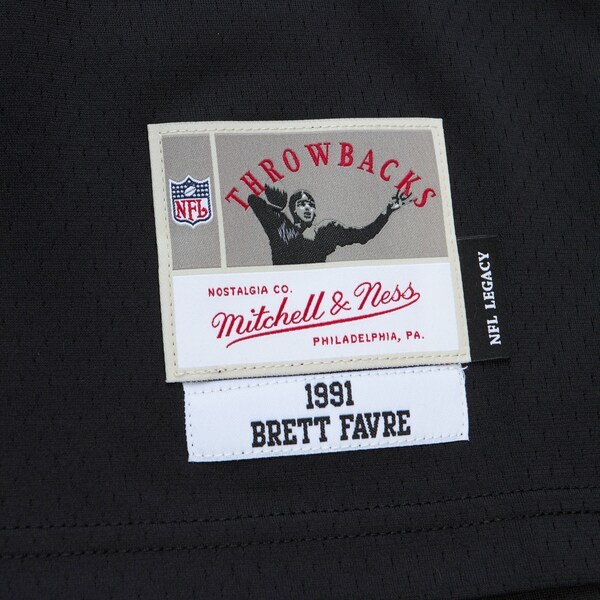 THROWBACKS
NFL
NOSTALGIA CO.
Mitchell & Ness
PHILADELPHIA, PA.
NFL LEGACY
1991
BRETT FAVRE